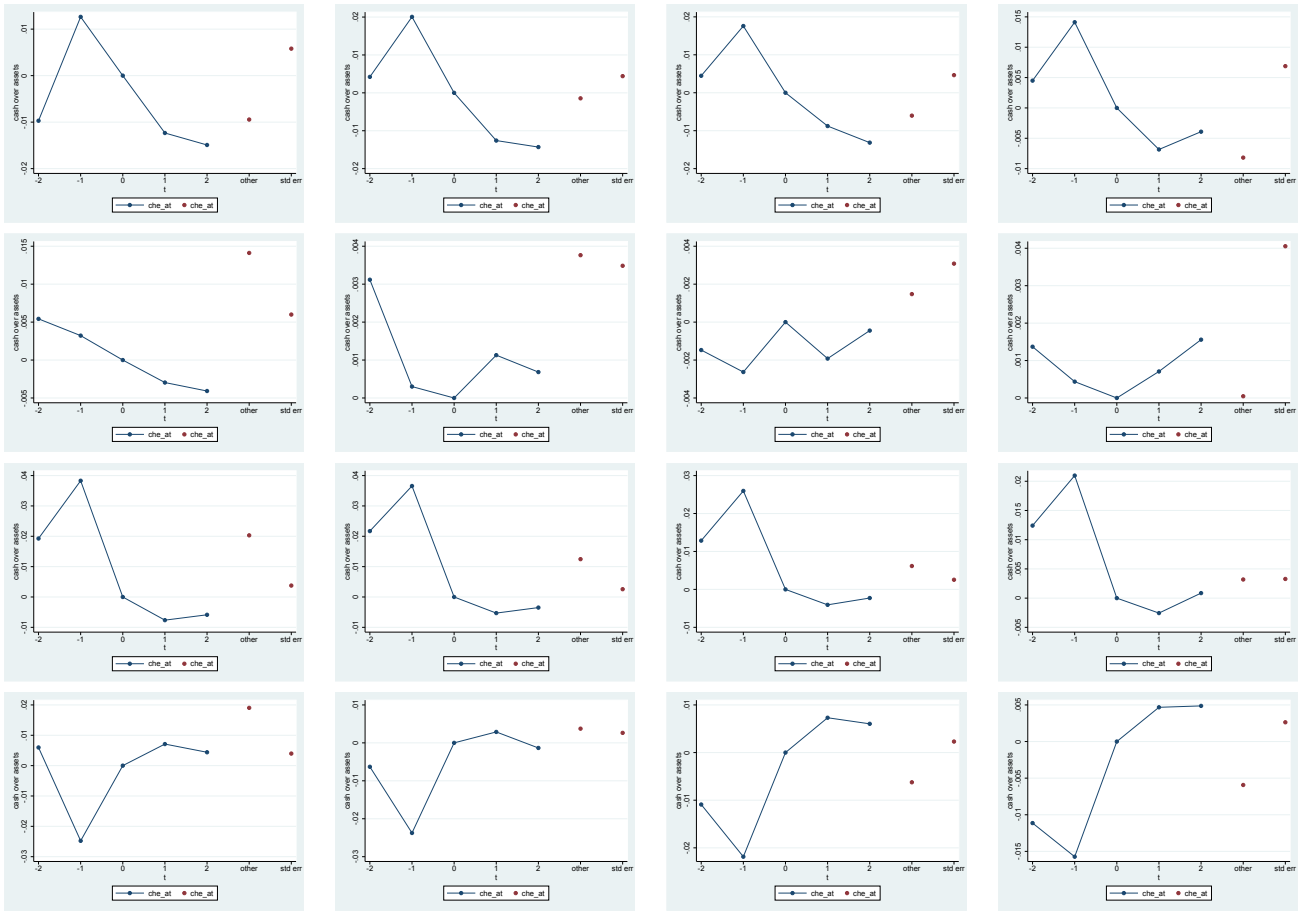 cash over assets
-.02 -.01 0 .01
-2 -1 0 1 2 other std err
t
che_at che_at
cash over assets
-.02 -.01 0 .01 .02
-2 -1 0 1 2 other std err
t
che_at che_at
cash over assets
-.02 -.01 0 .01 .02
-2 -1 0 1 2 other std err
t
che_at che_at
cash over assets
-.01 -.005 0 .005 .01 .015
-2 -1 0 1 2 other std err
t
che_at che_at
cash over assets
-.005 0 .005 .01 .015
-2 -1 0 1 2 other std err
t
che_at che_at
cash over assets
0 .001 .002 .003 .004
-2 -1 0 1 2 other std err
t
che_at che_at
cash over assets
-.004 -.002 0 .002 .004
-2 -1 0 1 2 other std err
t
che_at che_at
cash over assets
0 .001 .002 .003 .004
-2 -1 0 1 2 other std err
t
che_at che_at
cash over assets
-.01 0 .01 .02 .03 .04
-2 -1 0 1 2 other std err
t
che_at che_at
cash over assets
-.01 0 .01 .02 .03 .04
-2 -1 0 1 2 other std err
t
che_at che_at
cash over assets
-.01 0 .01 .02 .03
-2 -1 0 1 2 other std err
t
che_at che_at
cash over assets
-.005 0 .005 .01 .015 .02
-2 -1 0 1 2 other std err
t
che_at che_at
cash over assets
-.03 -.02 -.01 0 .01 .02
-2 -1 0 1 2 other std err
t
che_at che_at
cash over assets
-.03 -.02 -.01 0 .01
-2 -1 0 1 2 other std err
t
che_at che_at
cash over assets
-.02 -.01 0 .01
-2 -1 0 1 2 other std err
t
che_at che_at
cash over assets
-.015 -.01 -.005 0 .005
-2 -1 0 1 2 other std err
t
che_at che_at